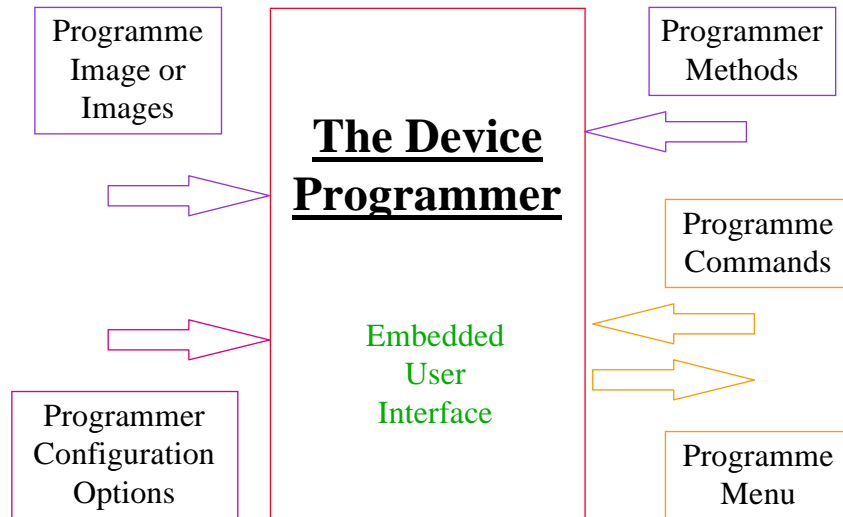 Programme
Image or
Images
The Device
Programmer
Programmer
Methods
Programme
Commands
Embedded
User
Interface
Programmer
Configuration
Options
Programme
Menu